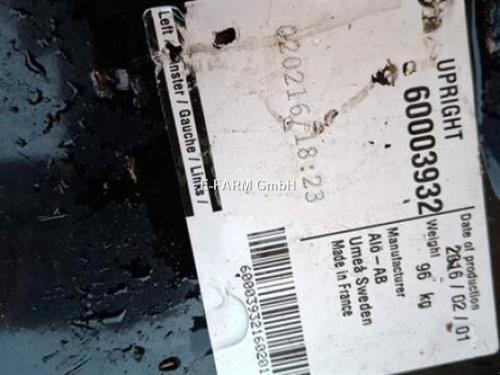 UPRIGHT
60003932
Date of production
2016/02/01
Weight 96 kg
Manufacturer
Alö-AB
Umeå Sweden
Made in France
020216/18:23
Left / Vänster / Gauche / Links /
6000393216020
E-FARM GmbH